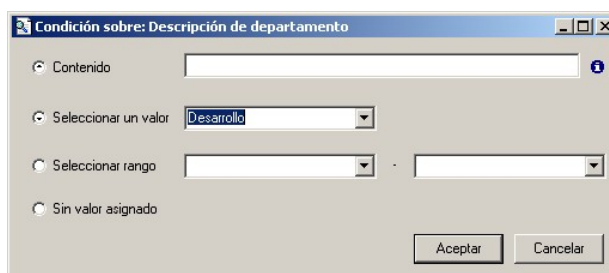 Condición sobre: Descripción de departamento
Contenido
Seleccionar un valor Desarrollo
Seleccionar rango -
Sin valor asignado
Aceptar Cancelar